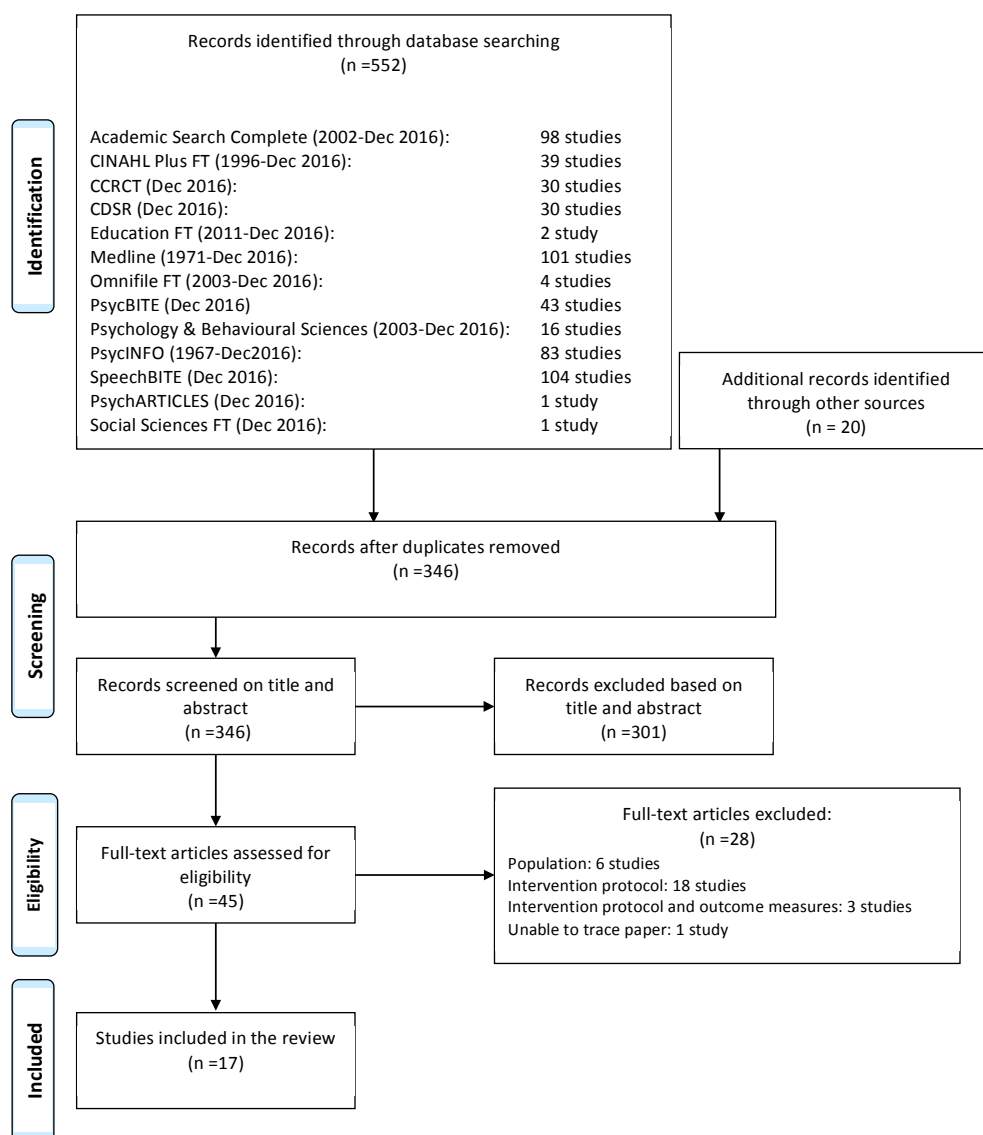 Records identified through database searching
(n =552)
Academic Search Complete (2002-Dec 2016): 98 studies
CINAHL Plus FT (1996-Dec 2016): 39 studies
CCRCT (Dec 2016): 30 studies
CDSR (Dec 2016): 30 studies
Education FT (2011-Dec 2016): 2 study
Medline (1971-Dec 2016): 101 studies
Omnifile FT (2003-Dec 2016): 4 studies
PsycBITE (Dec 2016) 43 studies
Psychology & Behavioural Sciences (2003-Dec 2016): 16 studies
PsycINFO (1967-Dec2016): 83 studies
SpeechBITE (Dec 2016): 104 studies
PsychARTICLES (Dec 2016): 1 study
Social Sciences FT (Dec 2016): 1 study
Identification
Additional records identified
through other sources
(n = 20)
Records after duplicates removed
(n =346)
Screening
Records screened on title and
abstract
(n =346)
Records excluded based on
title and abstract
(n =301)
Eligibility
Full-text articles assessed for
eligibility
(n =45)
Full-text articles excluded:
(n =28)
Population: 6 studies
Intervention protocol: 18 studies
Intervention protocol and outcome measures: 3 studies
Unable to trace paper: 1 study
Included
Studies included in the review
(n =17)